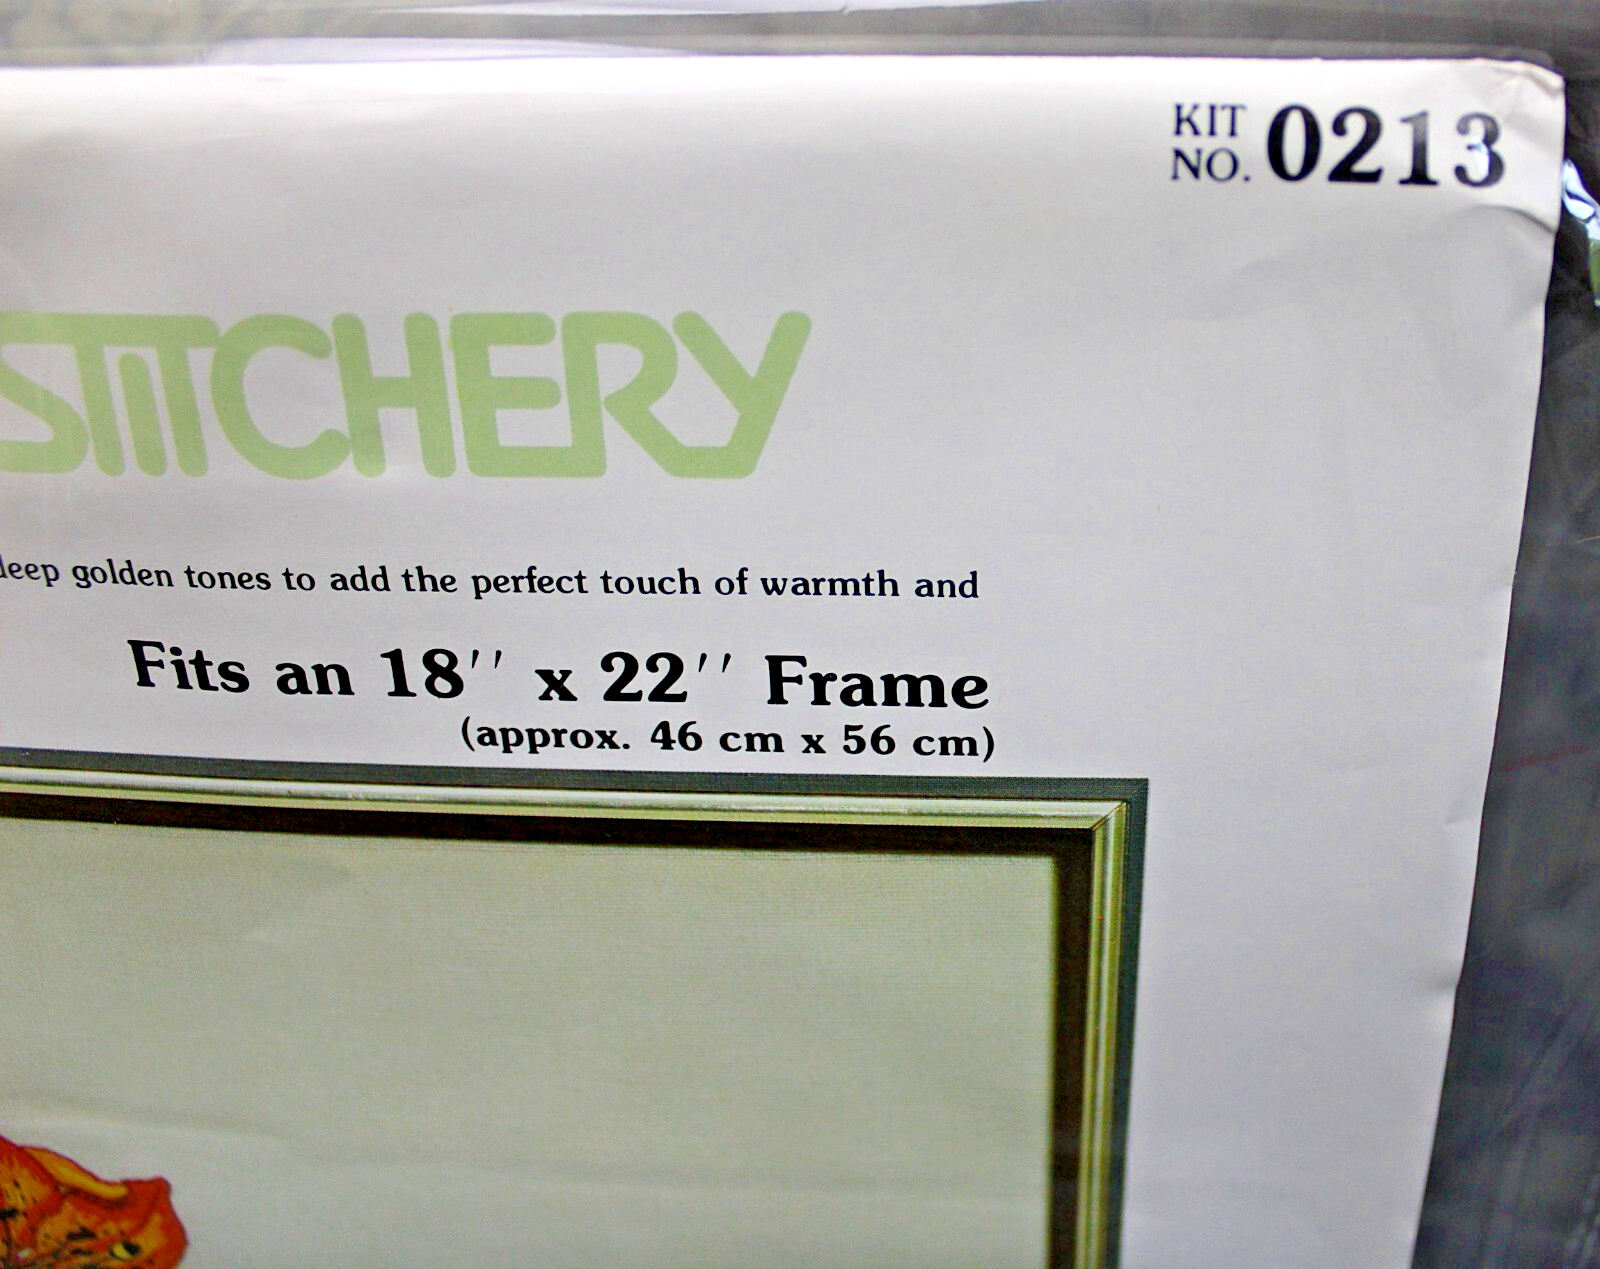 KIT
NO. 0213
STITCHERY
golden tones to add the perfect touch of warmth and
Fits an 18'' x 22'' Frame
(approx. 46 cm x 56 cm)